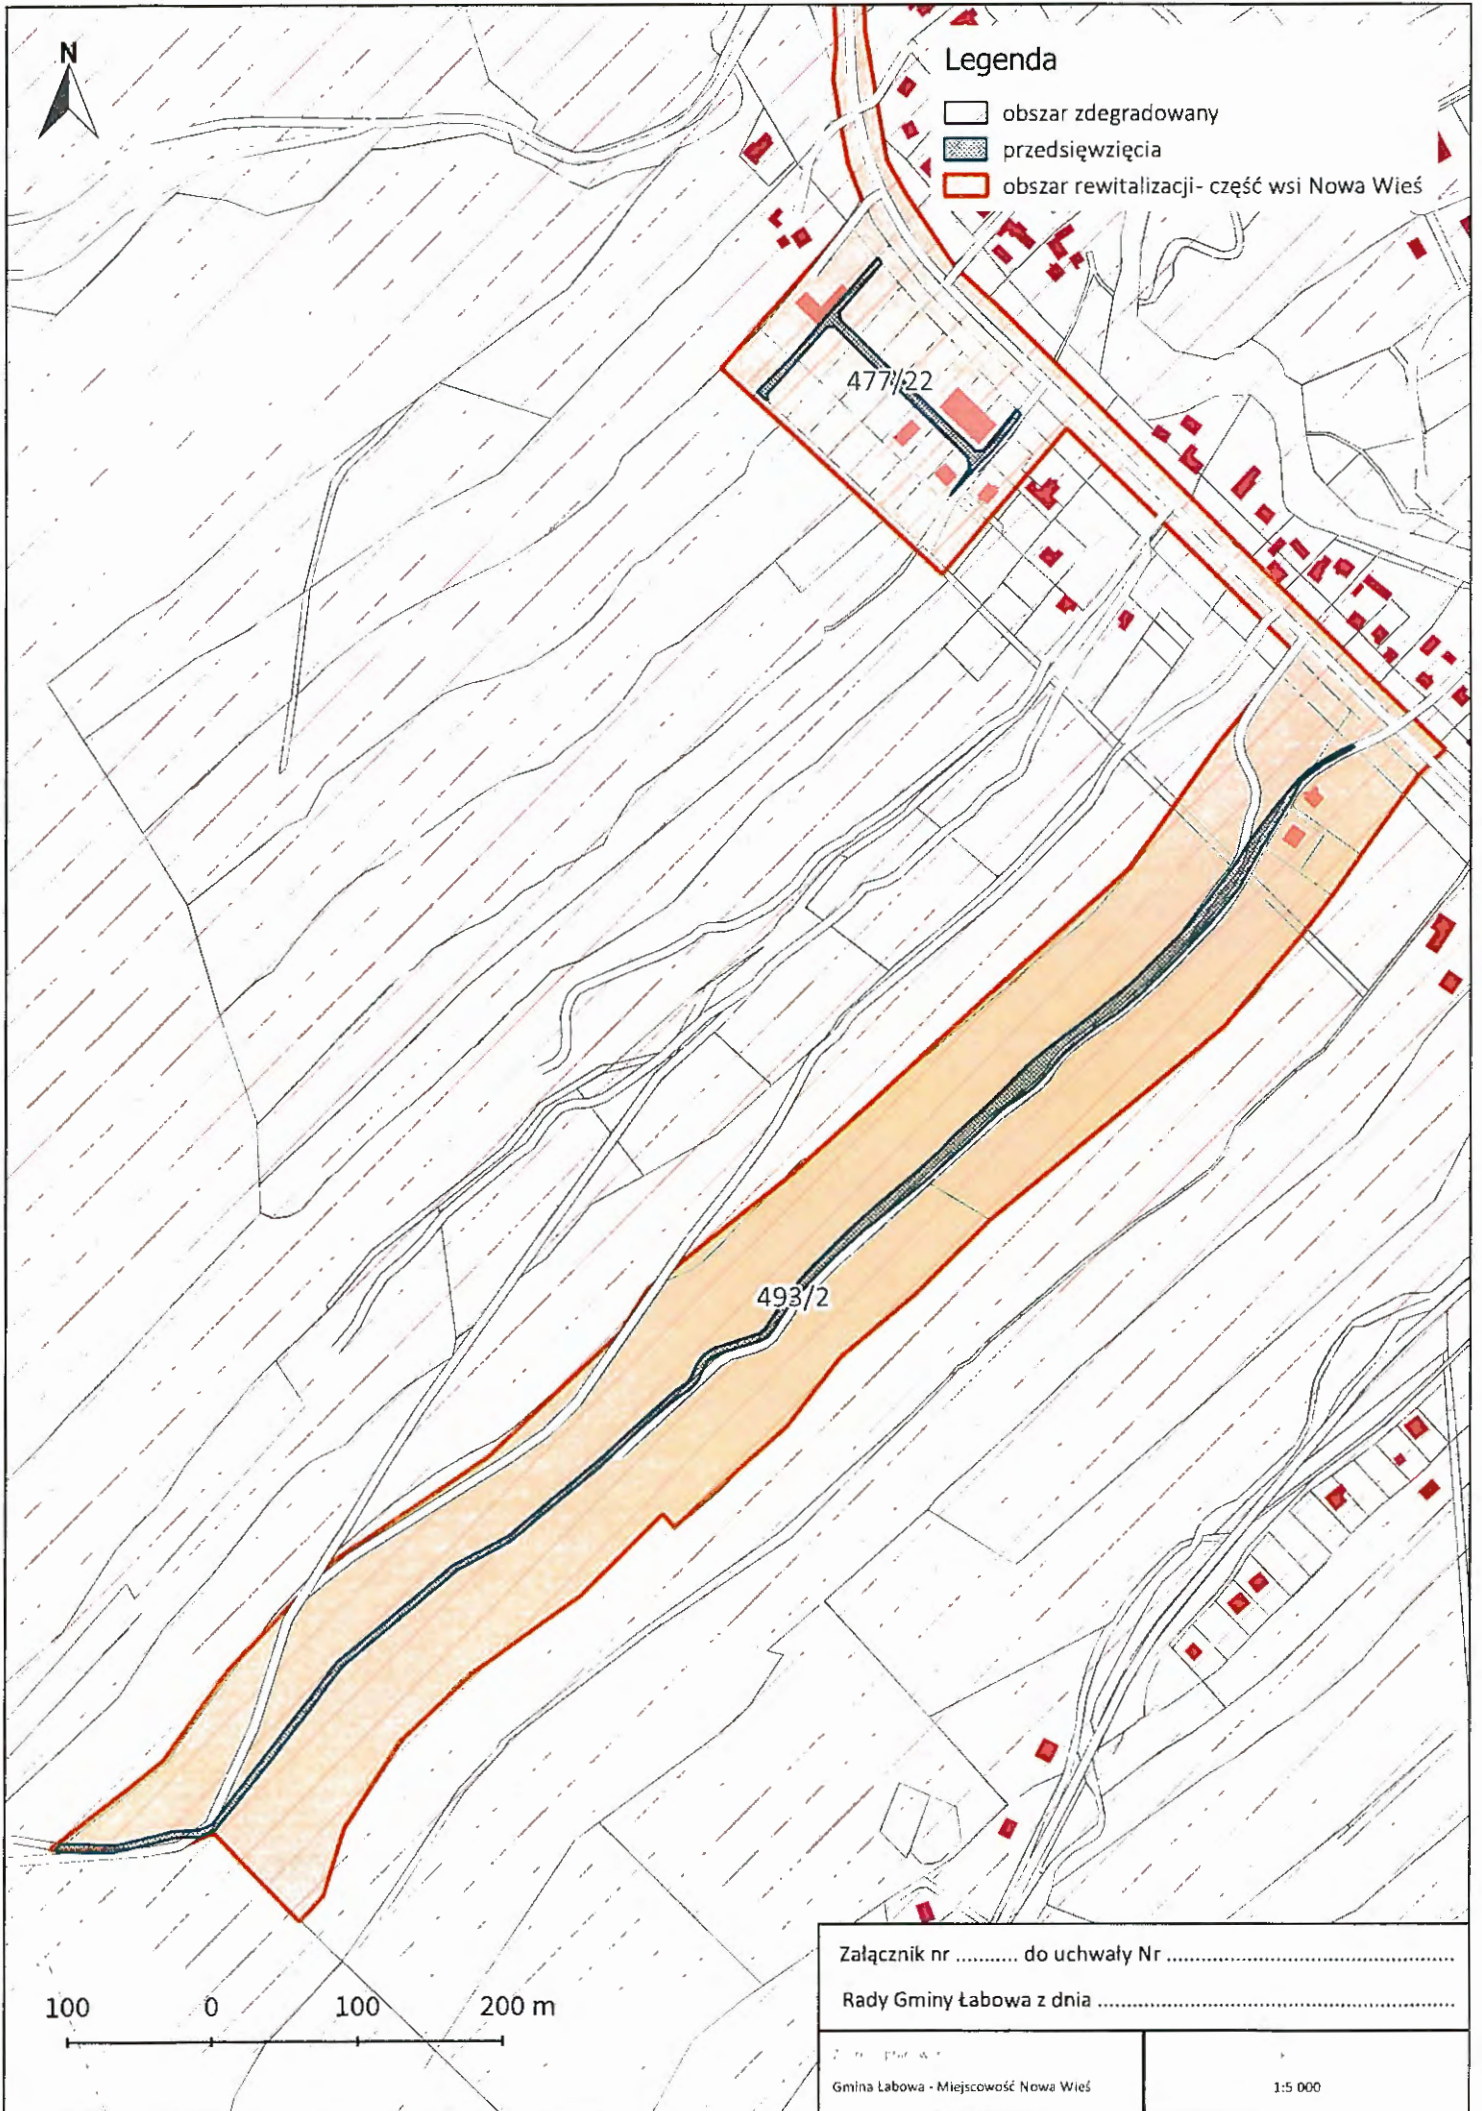 N
Legenda
obszar zdegradowany
przedsięwzięcia
obszar rewitalizacji- część wsi Nowa Wieś
477/22
493/2
100 0 100 200 m
Załącznik nr .......... do uchwały Nr ....................................................
Rady Gminy Łabowa z dnia ................................................................
Gmina Łabowa - Miejscowość Nowa Wieś
1:5 000